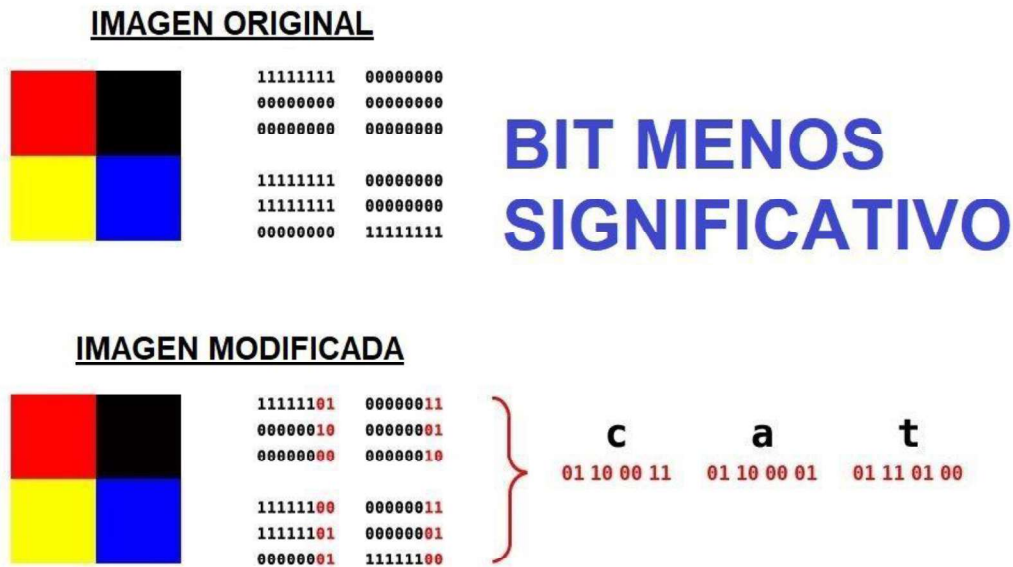 IMAGEN ORIGINAL
11111111 00000000
00000000 00000000
00000000 00000000
11111111 00000000
11111111 00000000
00000000 11111111
BIT MENOS
SIGNIFICATIVO
IMAGEN MODIFICADA
11111101 00000011
00000010 00000001
00000000 00000010
11111100 00000011
11111101 00000001
00000001 11111100
c a t
01 10 00 11 01 10 00 01 01 11 01 00